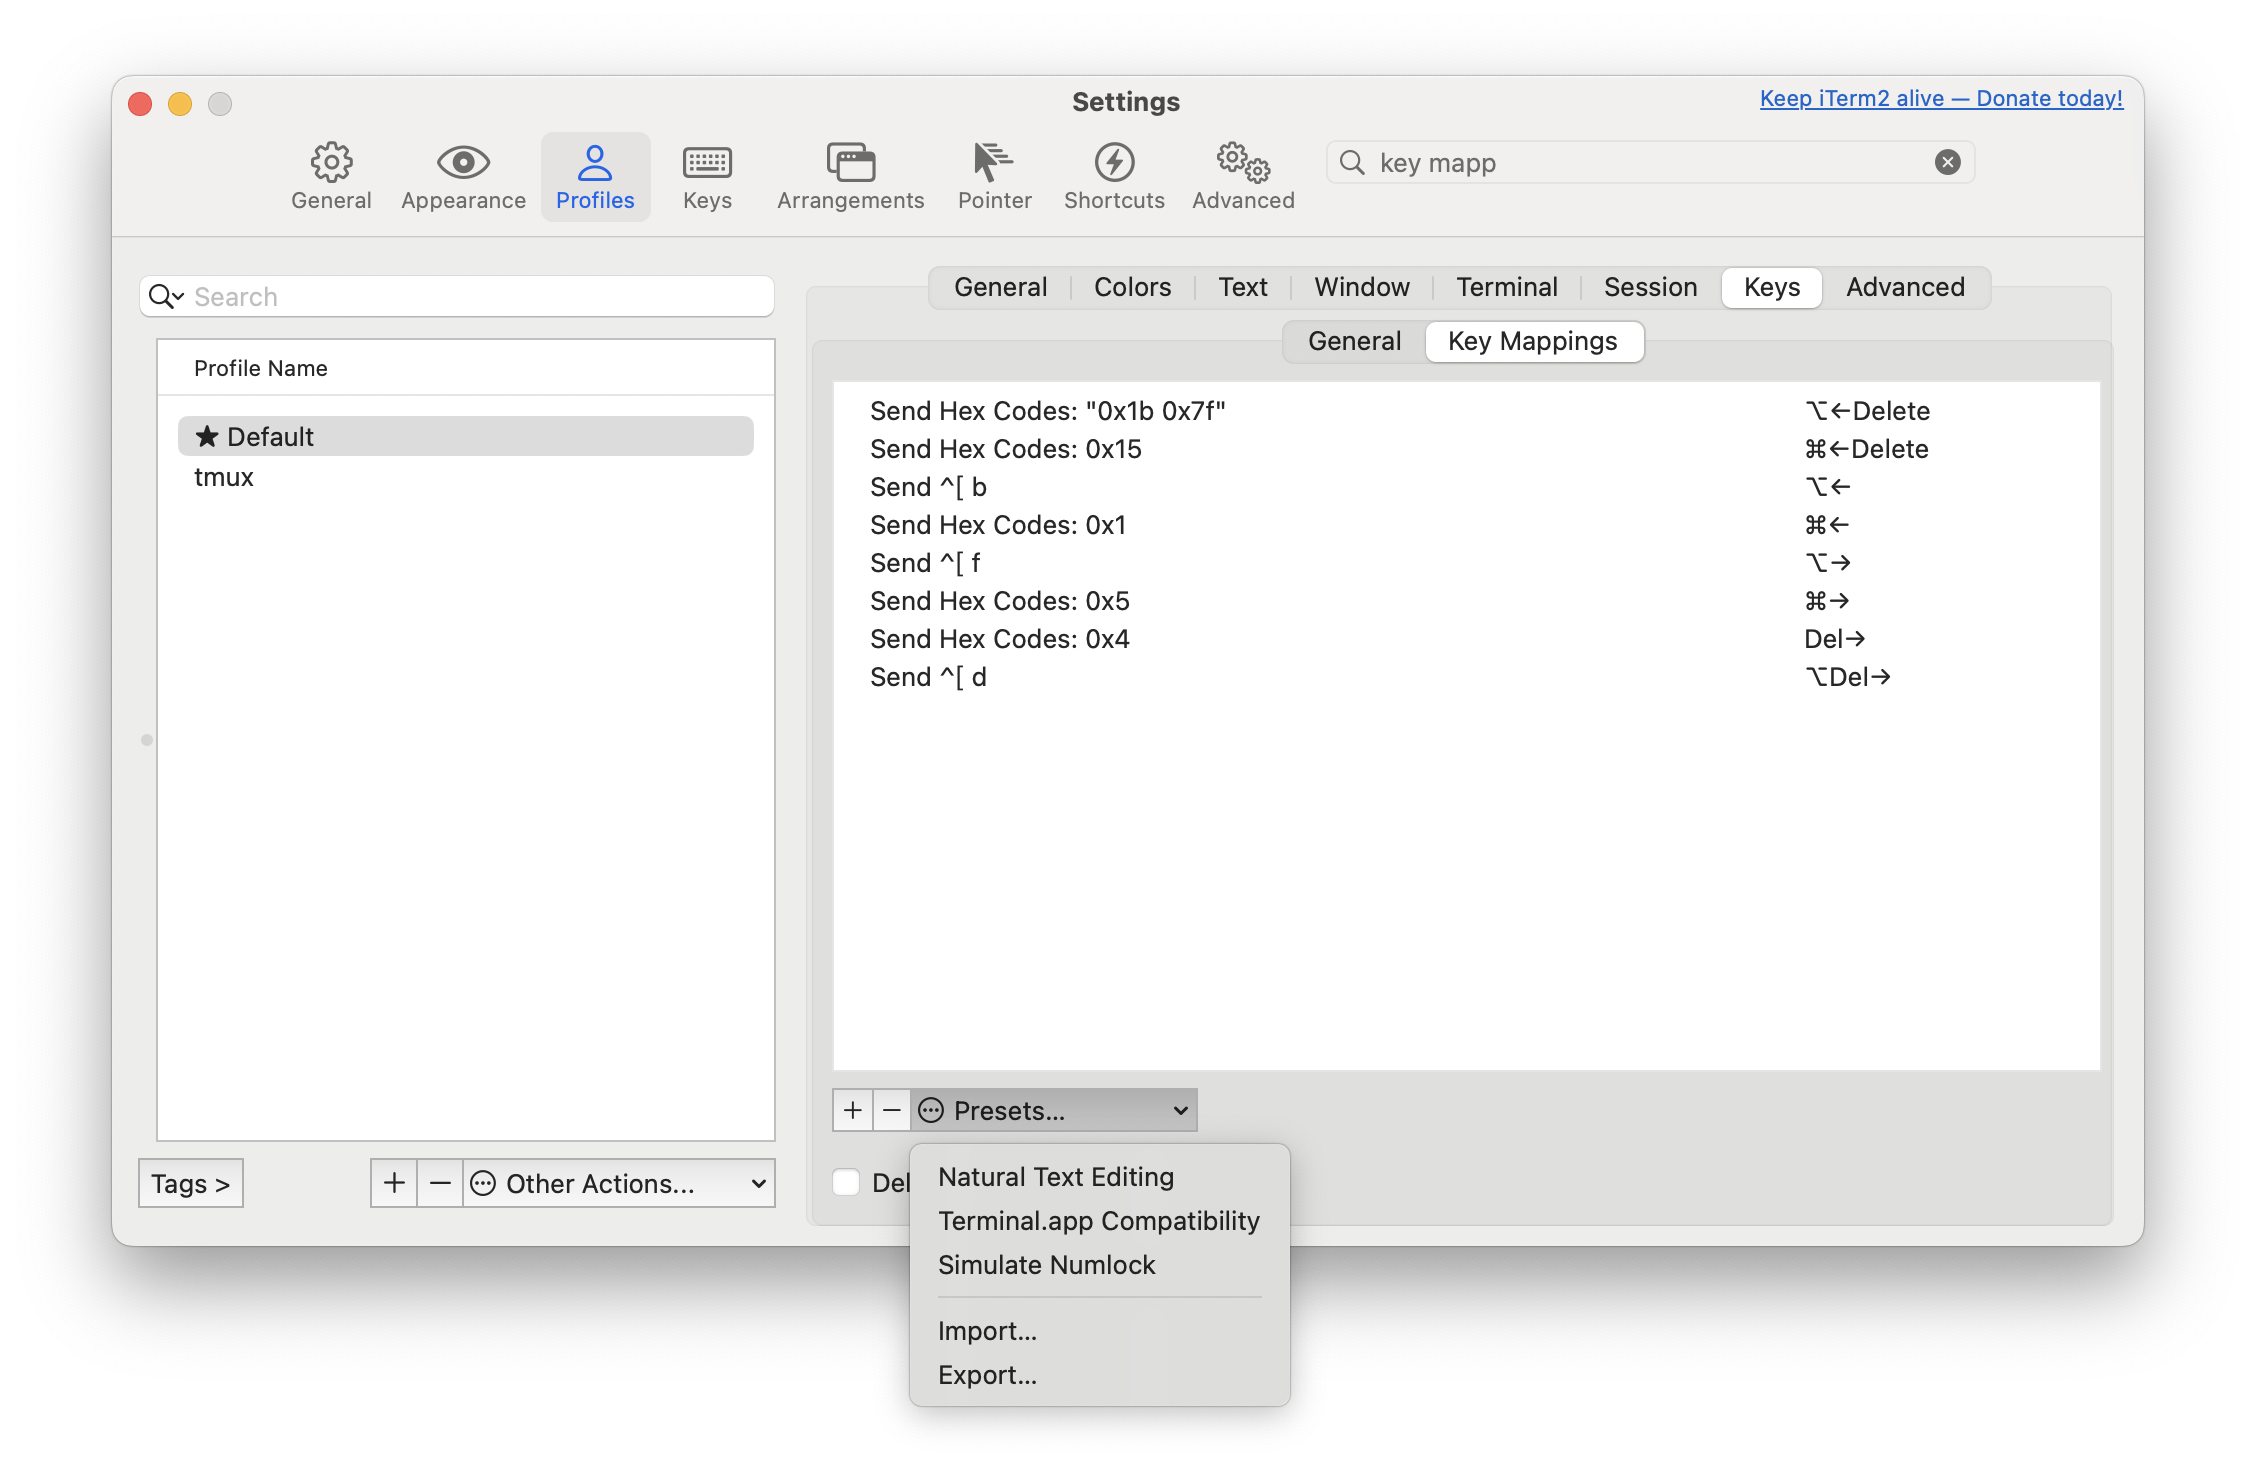 Settings
Keep iTerm2 alive — Donate today!
General
Appearance
Profiles
Keys
Arrangements
Pointer
Shortcuts
Advanced
key mapp
Search
Profile Name
★ Default
tmux
Tags >
Other Actions...
General
Colors
Text
Window
Terminal
Session
Keys
Advanced
General
Key Mappings
Send Hex Codes: "0x1b 0x7f" ⌥←Delete
Send Hex Codes: 0x15 ⌘←Delete
Send ^[ b ⌥←
Send Hex Codes: 0x1 ⌘←
Send ^[ f ⌥→
Send Hex Codes: 0x5 ⌘→
Send Hex Codes: 0x4 Del→
Send ^[ d ⌥Del→
Presets...
Del
Natural Text Editing
Terminal.app Compatibility
Simulate Numlock
Import...
Export...